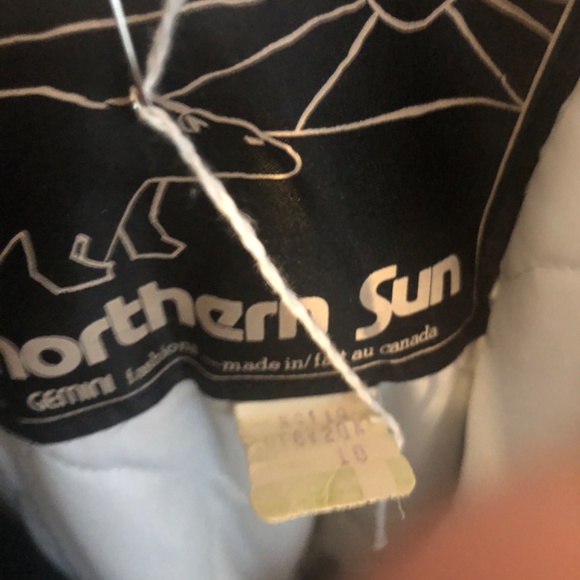 northern Sun
GEMINI fashions made in/fait au canada
10